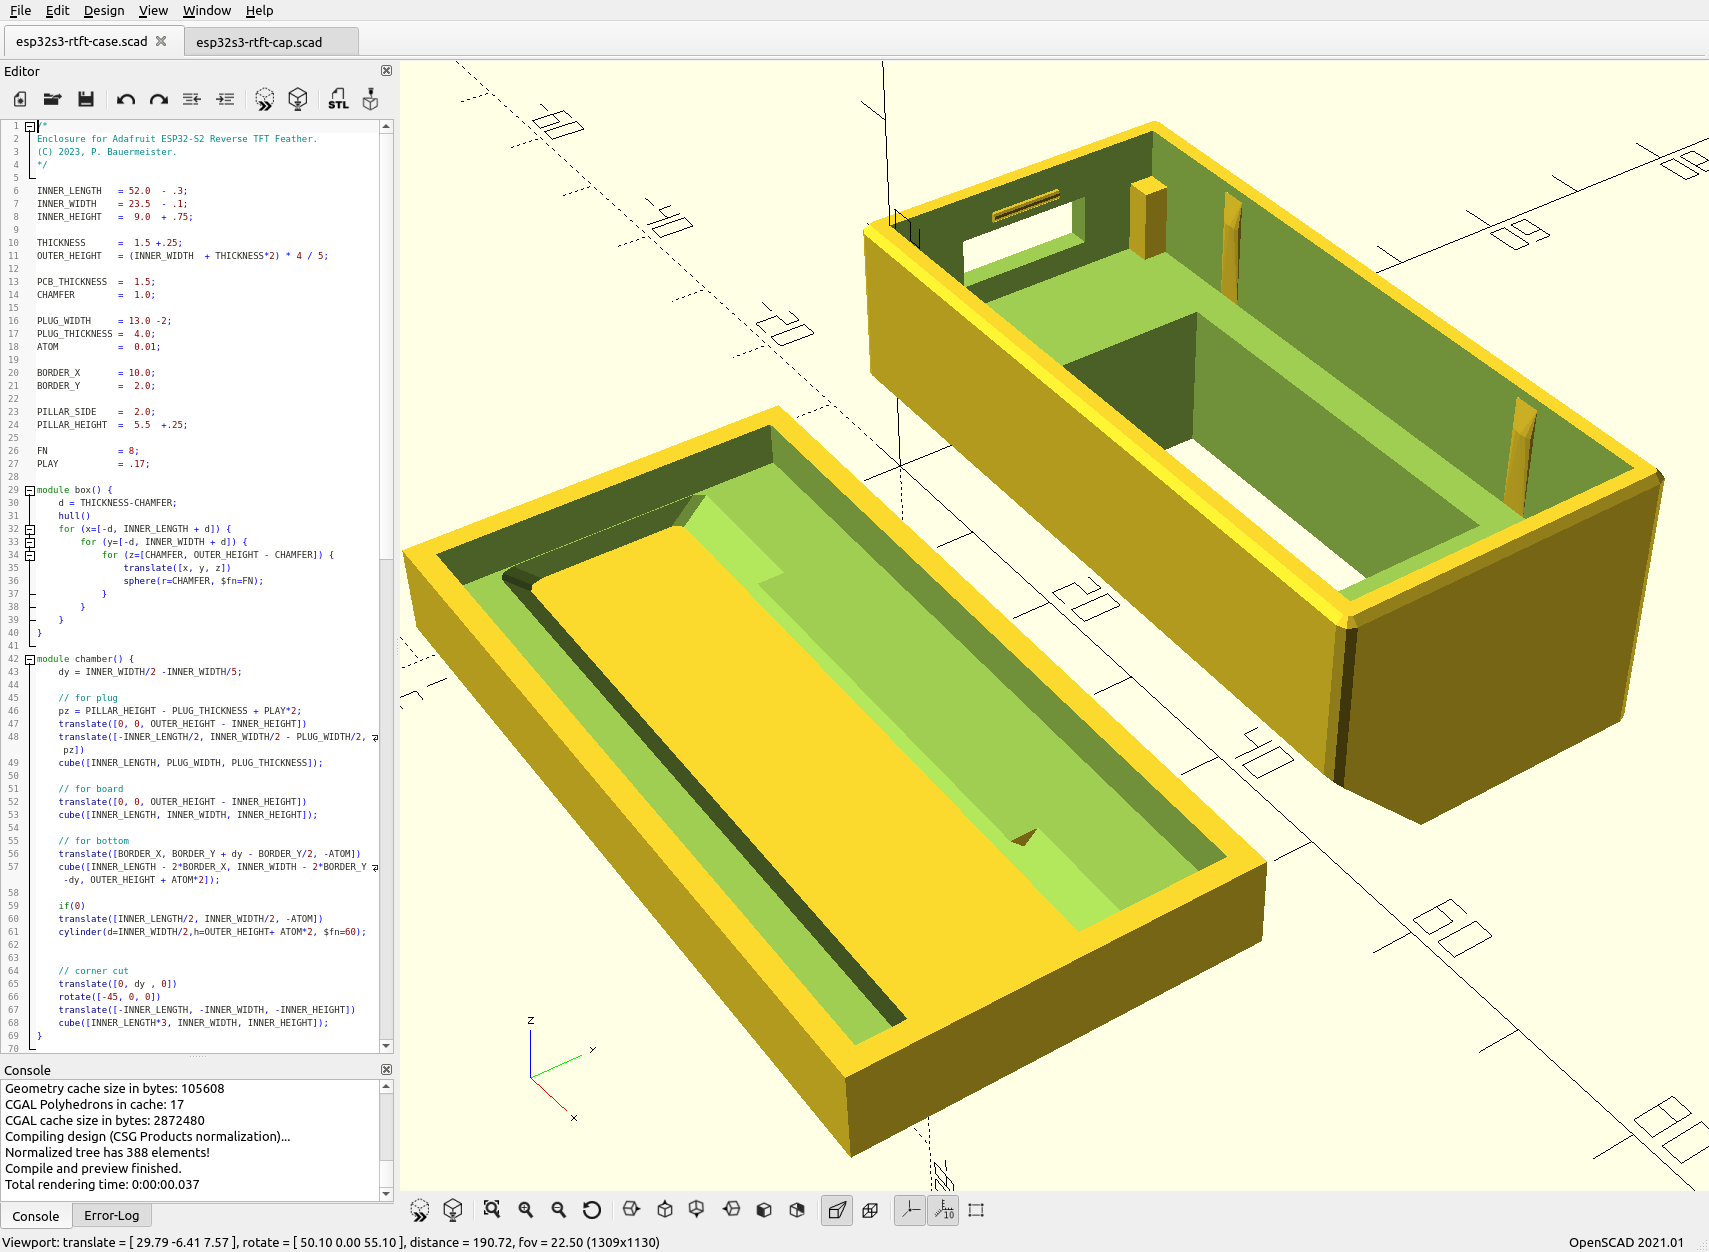 File Edit Design View Window Help
esp32s3-rtft-case.scad
esp32s3-rtft-cap.scad
Editor
STL
1 /*
2 Enclosure for Adafruit ESP32-S2 Reverse TFT Feather.
3 (C) 2023, P. Bauermeister.
4 */
5
6 INNER_LENGTH   = 52.0  - .3;
7 INNER_WIDTH    = 23.5  - .1;
8 INNER_HEIGHT   =  9.0  + .75;
9
10 THICKNESS      =  1.5 +.25;
11 OUTER_HEIGHT   = (INNER_WIDTH  + THICKNESS*2) * 4 / 5;
12
13 PCB_THICKNESS  =  1.5;
14 CHAMFER        =  1.0;
15
16 PLUG_WIDTH     = 13.0 -2;
17 PLUG_THICKNESS =  4.0;
18 ATOM           =  0.01;
19
20 BORDER_X       = 10.0;
21 BORDER_Y       =  2.0;
22
23 PILLAR_SIDE    =  2.0;
24 PILLAR_HEIGHT  =  5.5  +.25;
25
26 FN             = 8;
27 PLAY           = .17;
28
29 module box() {
30     d = THICKNESS-CHAMFER;
31     hull()
32     for (x=[-d, INNER_LENGTH + d]) {
33         for (y=[-d, INNER_WIDTH + d]) {
34             for (z=[CHAMFER, OUTER_HEIGHT - CHAMFER]) {
35                 translate([x, y, z])
36                 sphere(r=CHAMFER, $fn=FN);
37             }
38         }
39     }
40 }
41
42 module chamber() {
43     dy = INNER_WIDTH/2 -INNER_WIDTH/5;
44
45     // for plug
46     pz = PILLAR_HEIGHT - PLUG_THICKNESS + PLAY*2;
47     translate([0, 0, OUTER_HEIGHT - INNER_HEIGHT])
48     translate([-INNER_LENGTH/2, INNER_WIDTH/2 - PLUG_WIDTH/2,
pz])
49     cube([INNER_LENGTH, PLUG_WIDTH, PLUG_THICKNESS]);
50
51     // for board
52     translate([0, 0, OUTER_HEIGHT - INNER_HEIGHT])
53     cube([INNER_LENGTH, INNER_WIDTH, INNER_HEIGHT]);
54
55     // for bottom
56     translate([BORDER_X, BORDER_Y + dy - BORDER_Y/2, -ATOM])
57     cube([INNER_LENGTH - 2*BORDER_X, INNER_WIDTH - 2*BORDER_Y
-dy, OUTER_HEIGHT + ATOM*2]);
58
59     if(0)
60     translate([INNER_LENGTH/2, INNER_WIDTH/2, -ATOM])
61     cylinder(d=INNER_WIDTH/2,h=OUTER_HEIGHT+ ATOM*2, $fn=60);
62
63
64     // corner cut
65     translate([0, dy , 0])
66     rotate([-45, 0, 0])
67     translate([-INNER_LENGTH, -INNER_WIDTH, -INNER_HEIGHT])
68     cube([INNER_LENGTH*3, INNER_WIDTH, INNER_HEIGHT]);
69 }
70
z
y
x
20
Console
Geometry cache size in bytes: 105608
CGAL Polyhedrons in cache: 17
CGAL cache size in bytes: 2872480
Compiling design (CSG Products normalization)...
Normalized tree has 388 elements!
Compile and preview finished.
Total rendering time: 0:00:00.037
Console
Error-Log
10
Viewport: translate = [ 29.79 -6.41 7.57 ], rotate = [ 50.10 0.00 55.10 ], distance = 190.72, fov = 22.50 (1309x1130)
OpenSCAD 2021.01